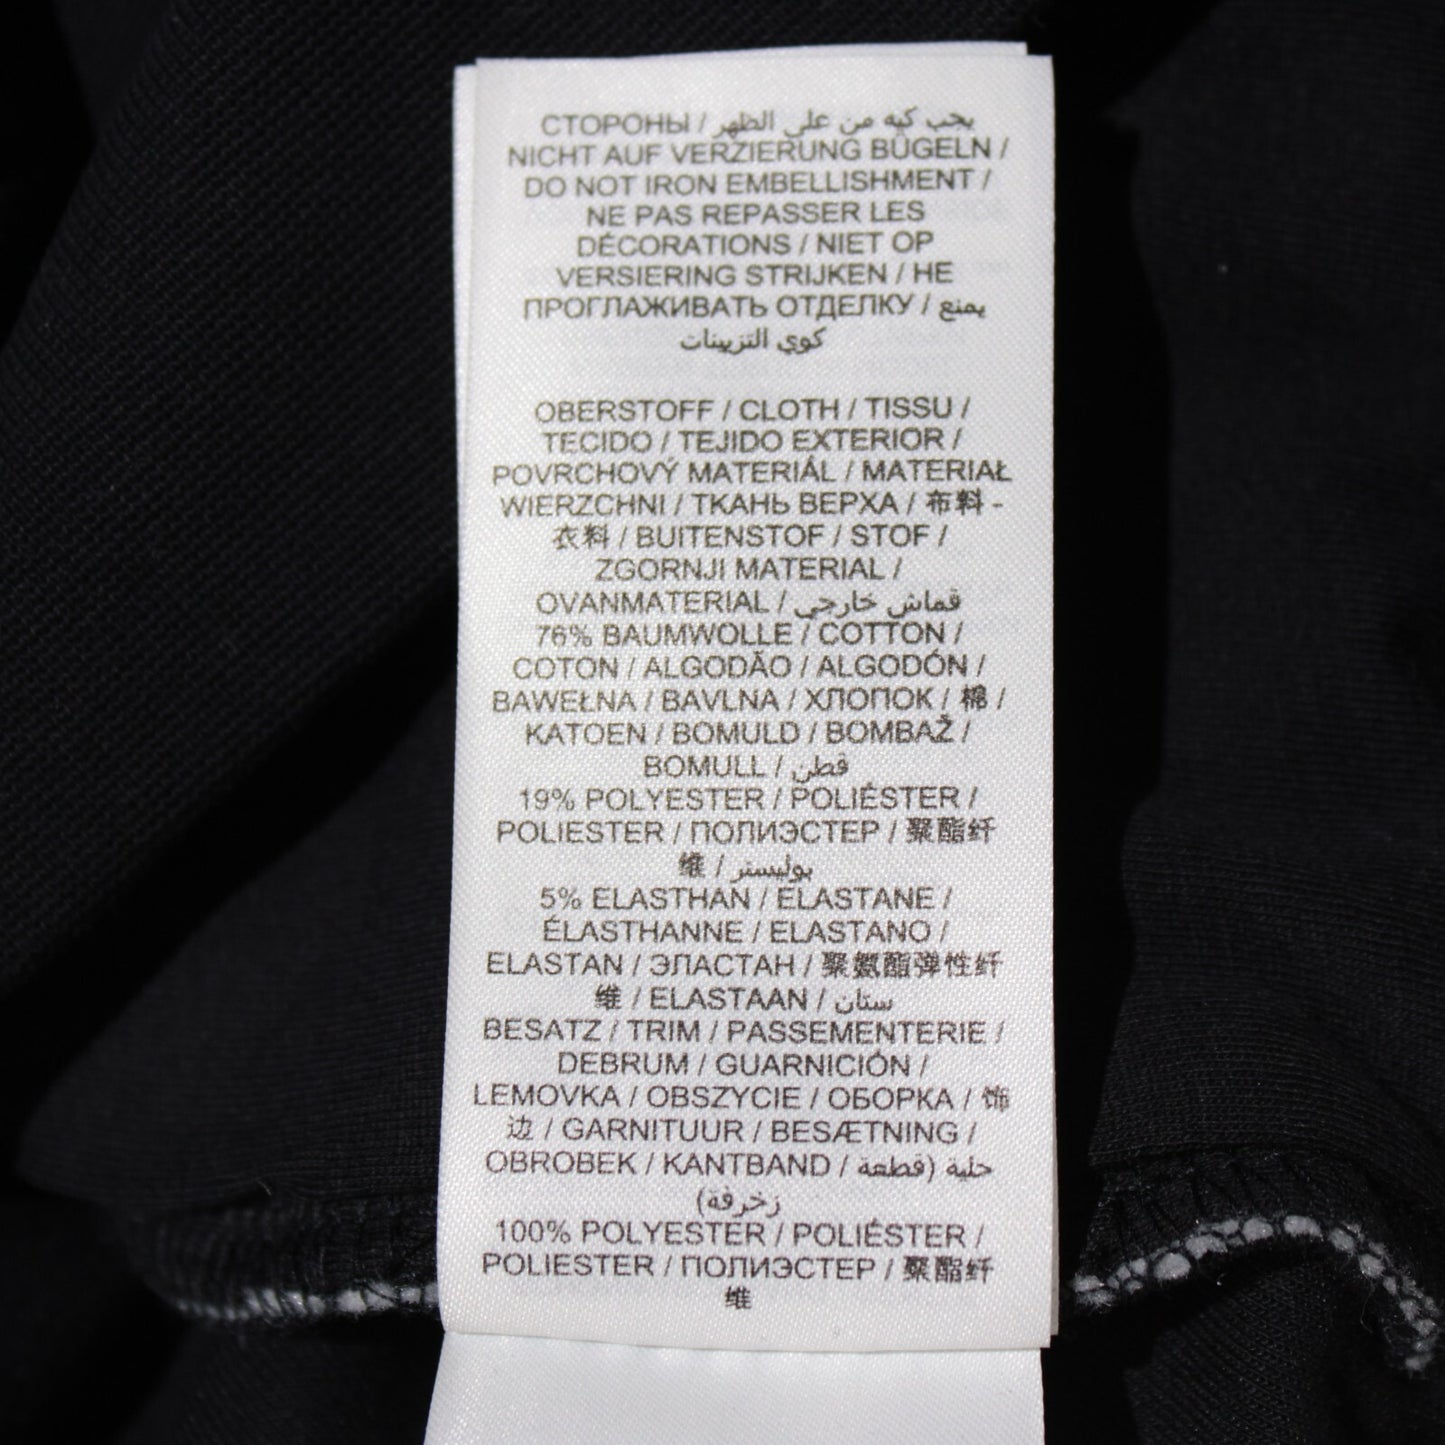 СТОРОНЫ / يجب كيه من على الظهر
NICHT AUF VERZIERUNG BÜGELN /
DO NOT IRON EMBELLISHMENT /
NE PAS REPASSER LES
DÉCORATIONS / NIET OP
VERSIERING STRIJKEN / НЕ
ПРОГЛАЖИВАТЬ ОТДЕЛКУ / يمنع
كوي التزيينات
OBERSTOFF / CLOTH / TISSU /
TECIDO / TEJIDO EXTERIOR /
POVRCHOVÝ MATERIÁL / MATERIAŁ
WIERZCHNI / ТКАНЬ ВЕРХА / 布料 -
衣料 / BUITENSTOF / STOF /
ZGORNJI MATERIAL /
OVANMATERIAL / قماش خارجي
76% BAUMWOLLE / COTTON /
COTON / ALGODÃO / ALGODÓN /
BAWEŁNA / BAVLNA / ХЛОПОК / 棉 /
KATOEN / BOMULD / BOMBAŽ /
BOMULL / قطن
19% POLYESTER / POLIÉSTER /
POLIESTER / ПОЛИЭСТЕР / 聚酯纤
维 / بوليستر
5% ELASTHAN / ELASTANE /
ÉLASTHANNE / ELASTANO /
ELASTAN / ЭЛАСТАН / 聚氨酯弹性纤
维 / ELASTAAN / ستان
BESATZ / TRIM / PASSEMENTERIE /
DEBRUM / GUARNICIÓN /
LEMOVKA / OBSZYCIE / ОБОРКА / 饰
边 / GARNITUUR / BESÆTNING /
OBROBEK / KANTBAND / حلية (قطعة
زخرفة)
100% POLYESTER / POLIÉSTER /
POLIESTER / ПОЛИЭСТЕР / 聚酯纤
维